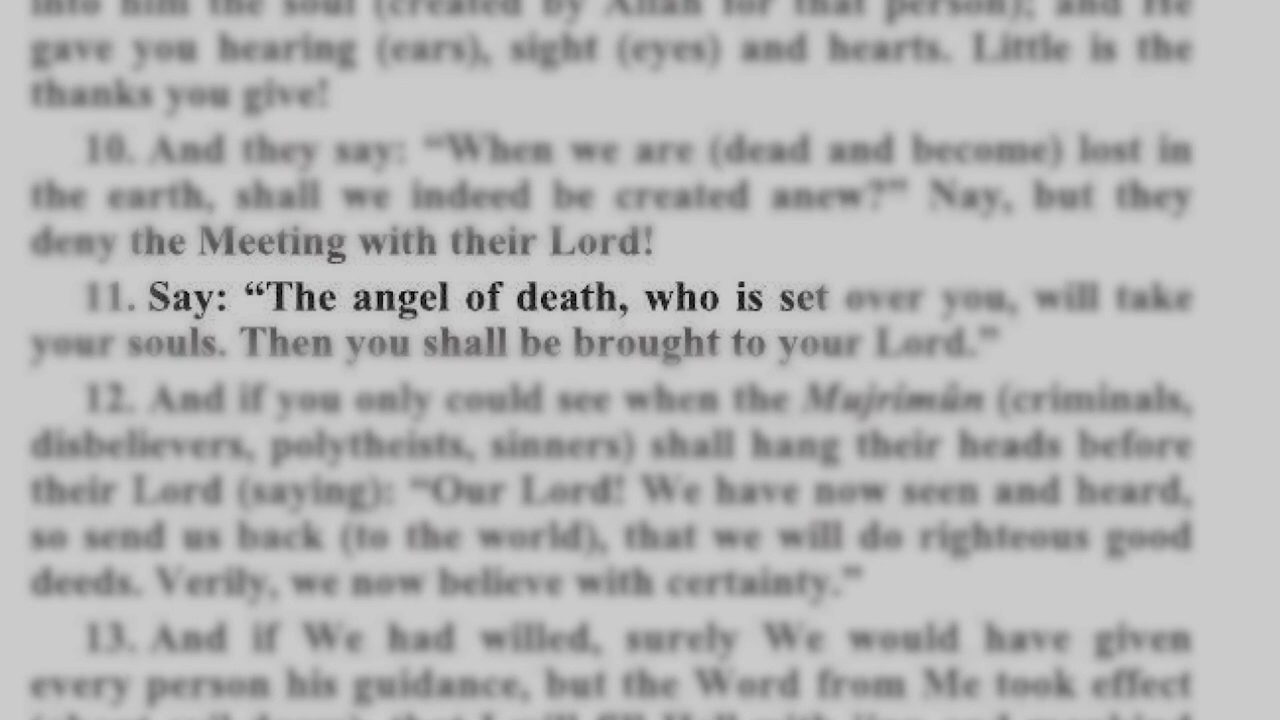 into him the soul (created by Allah for that person); and He
gave you hearing (ears), sight (eyes) and hearts. Little is the
thanks you give!
10. And they say: “When we are (dead and become) lost in
the earth, shall we indeed be created anew?” Nay, but they
deny the Meeting with their Lord!
11. Say: “The angel of death, who is set over you, will take
your souls. Then you shall be brought to your Lord.”
12. And if you only could see when the Mujrimûn (criminals,
disbelievers, polytheists, sinners) shall hang their heads before
their Lord (saying): “Our Lord! We have now seen and heard,
so send us back (to the world), that we will do righteous good
deeds. Verily, we now believe with certainty.”
13. And if We had willed, surely We would have given
every person his guidance, but the Word from Me took effect